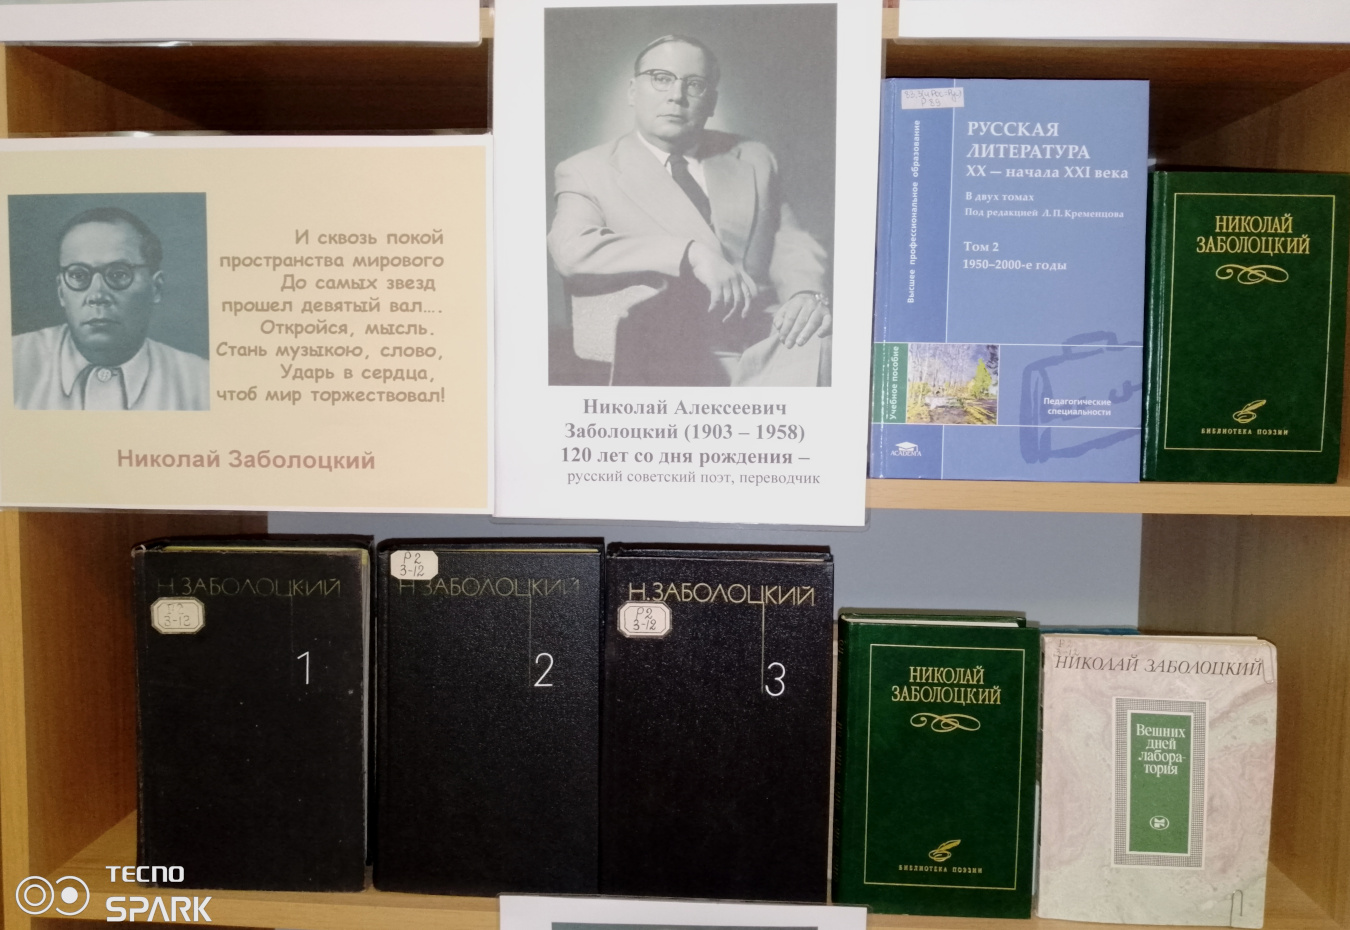 И сквозь покой
пространства мирового
До самых звезд
прошел девятый вал....
Откройся, мысль.
Стань музыкою, слово,
Ударь в сердца,
чтоб мир торжествовал!
Николай Заболоцкий
Николай Алексеевич
Заболоцкий (1903 – 1958)
120 лет со дня рождения –
русский советский поэт, переводчик
Высшее профессиональное образование
РУССКАЯ
ЛИТЕРАТУРА
XX — начала XXI века
В двух томах
Под редакцией Л. П. Кременцова
Том 2
1950–2000-е годы
Учебное пособие
Педагогические
специальности
ACADEMA
НИКОЛАЙ
ЗАБОЛОЦКИЙ
БИБЛИОТЕКА ПОЭЗИИ
Н.ЗАБОЛОЦКИЙ
Р2
3-12
1
Р2
3-12
Н.ЗАБОЛОЦКИЙ
2
Н.ЗАБОЛОЦКИЙ
Р2
3-12
3
НИКОЛАЙ
ЗАБОЛОЦКИЙ
БИБЛИОТЕКА ПОЭЗИИ
НИКОЛАЙ ЗАБОЛОЦКИЙ
Вешних
дней
лабора-
тория
TECNO
SPARK